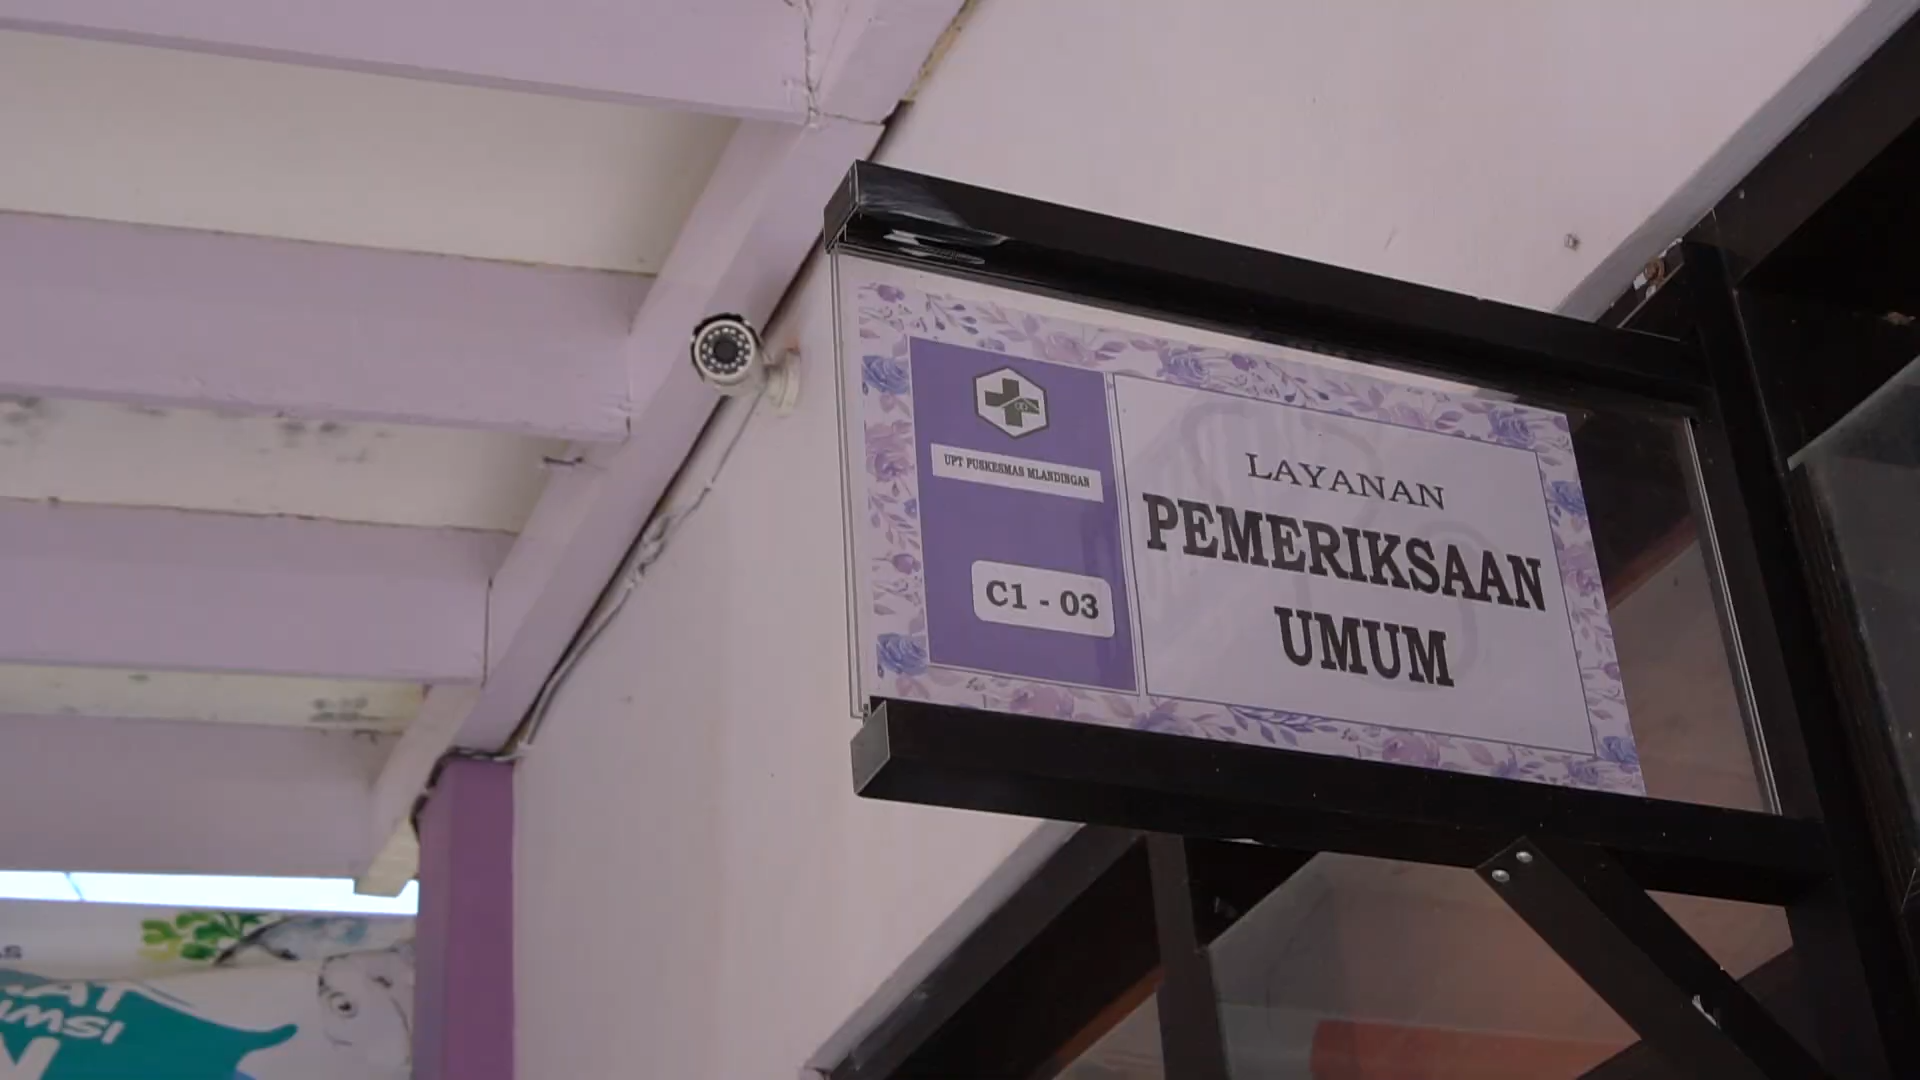 UPT PUSKESMAS MLANDINGAN
C1 - 03
LAYANAN
PEMERIKSAAN
UMUM